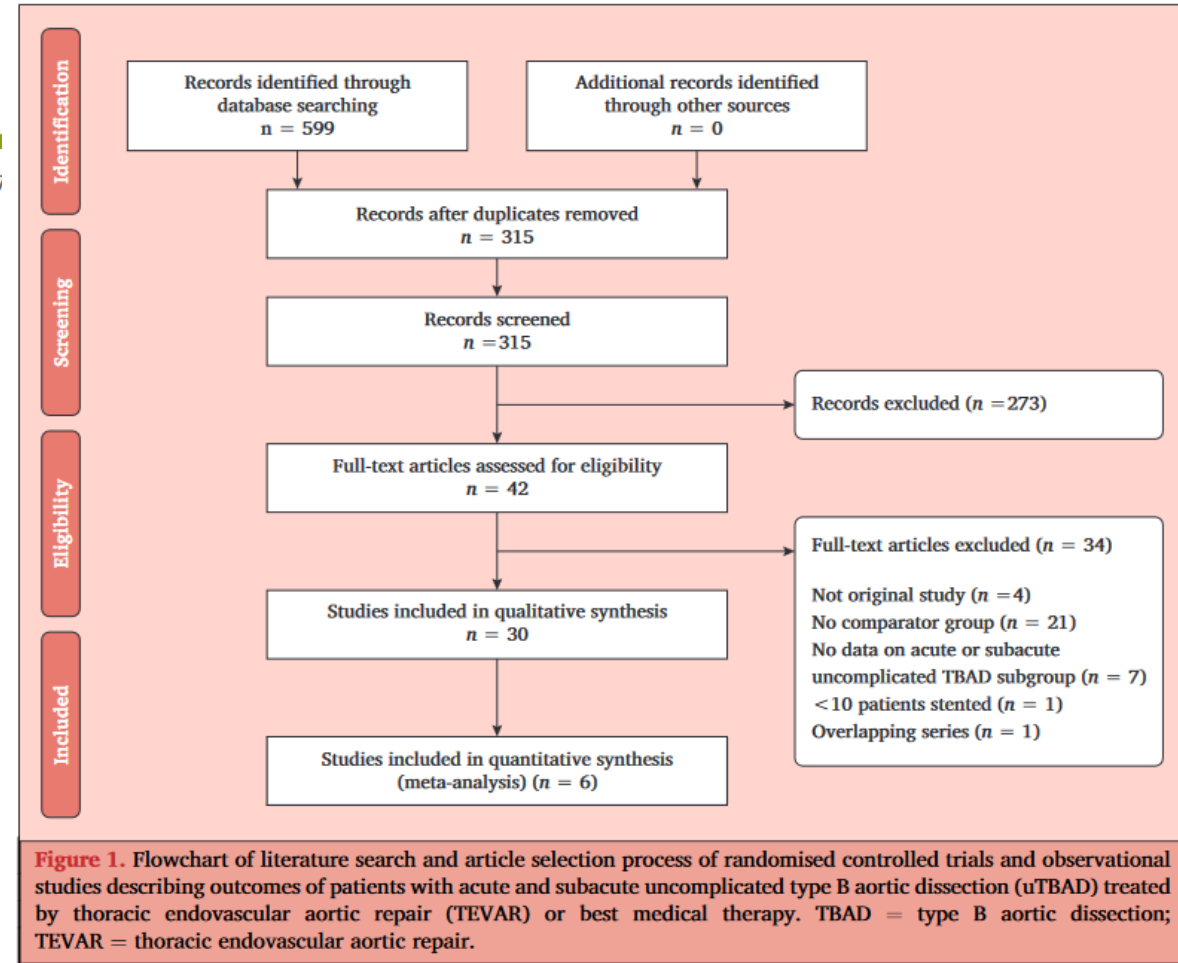 Identification
Records identified through
database searching
n = 599
Additional records identified
through other sources
n = 0
Records after duplicates removed
n = 315
Screening
Records screened
n =315
Records excluded (n =273)
Eligibility
Full-text articles assessed for eligibility
n = 42
Full-text articles excluded (n = 34)
Not original study (n =4)
No comparator group (n = 21)
No data on acute or subacute
uncomplicated TBAD subgroup (n = 7)
<10 patients stented (n = 1)
Overlapping series (n = 1)
Studies included in qualitative synthesis
n = 30
Included
Studies included in quantitative synthesis
(meta-analysis) (n = 6)
Figure 1. Flowchart of literature search and article selection process of randomised controlled trials and observational
studies describing outcomes of patients with acute and subacute uncomplicated type B aortic dissection (uTBAD) treated
by thoracic endovascular aortic repair (TEVAR) or best medical therapy. TBAD = type B aortic dissection;
TEVAR = thoracic endovascular aortic repair.